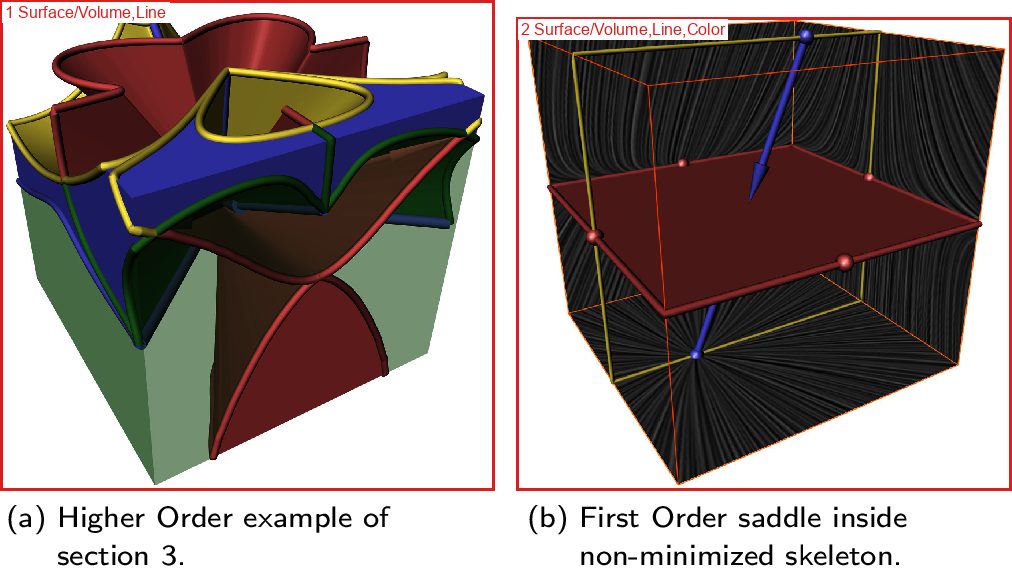 1 Surface/Volume,Line
2 Surface/Volume,Line,Color
(a) Higher Order example of
section 3.
(b) First Order saddle inside
non-minimized skeleton.